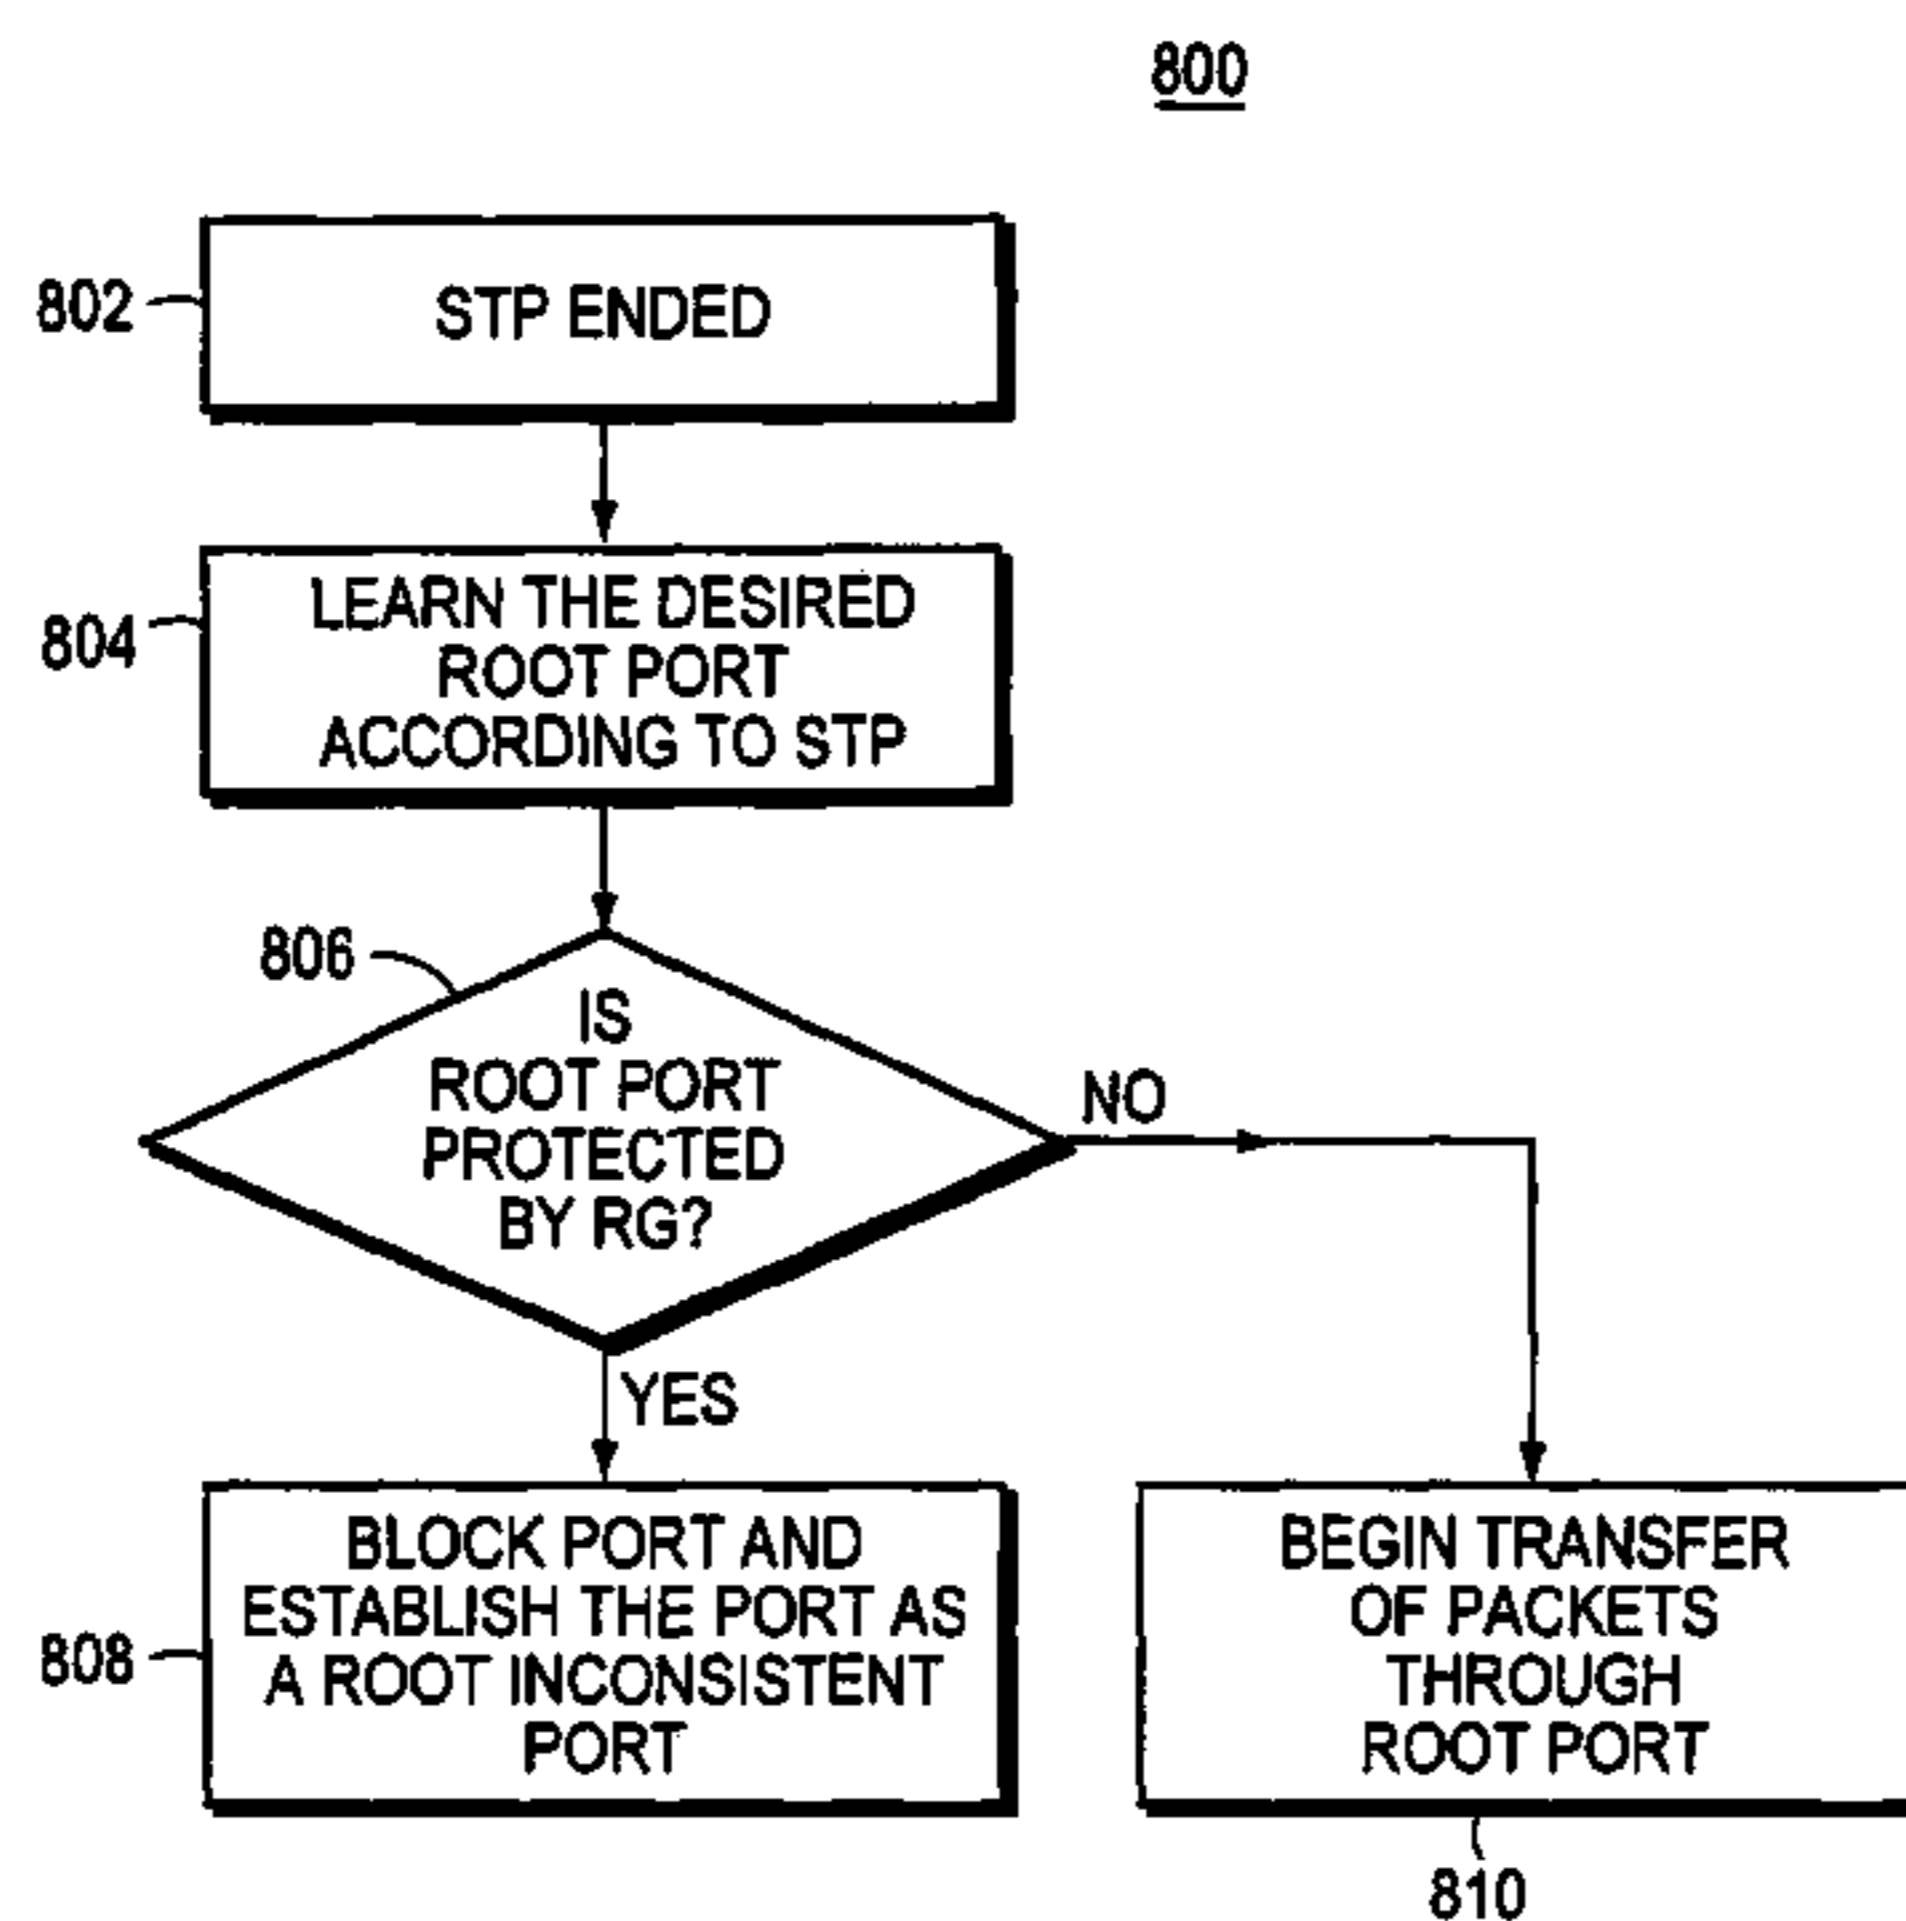 800
802
STP ENDED
804
LEARN THE DESIRED
ROOT PORT
ACCORDING TO STP
806
IS
ROOT PORT
PROTECTED
BY RG?
NO
YES
808
BLOCK PORT AND
ESTABLISH THE PORT AS
A ROOT INCONSISTENT
PORT
BEGIN TRANSFER
OF PACKETS
THROUGH
ROOT PORT
810